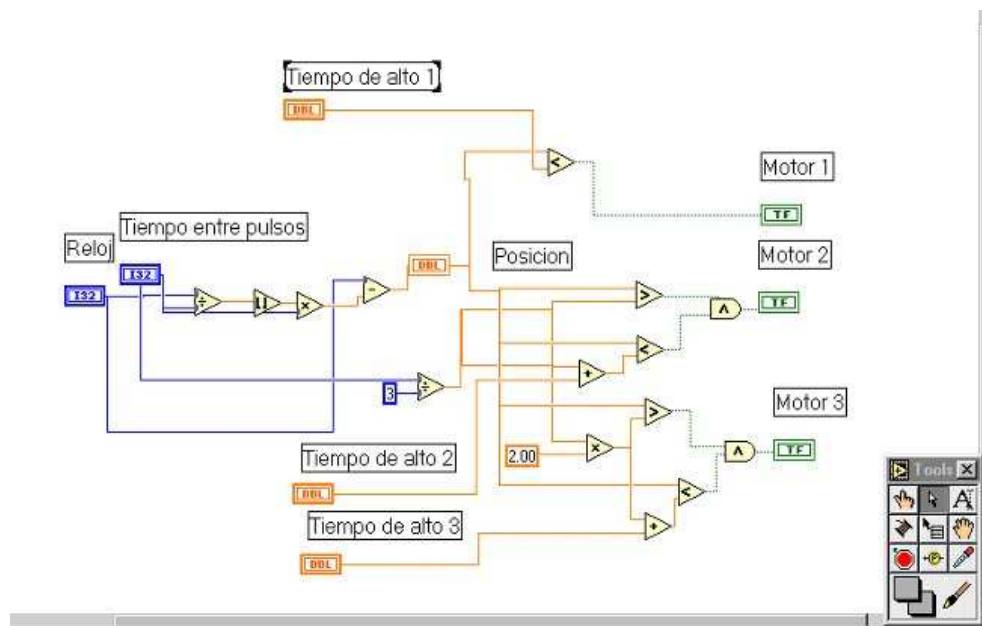 Tiempo de alto 1
DBL
<
Motor 1
TF
Tiempo entre pulsos
Reloj
Posicion
Motor 2
I32
I32
DBL
÷
[]
×
-
>
∧
TF
<
÷
3
+
Motor 3
>
2.00
×
∧
TF
Tiempo de alto 2
DBL
<
Tiempo de alto 3
+
DBL
Tools
A
P